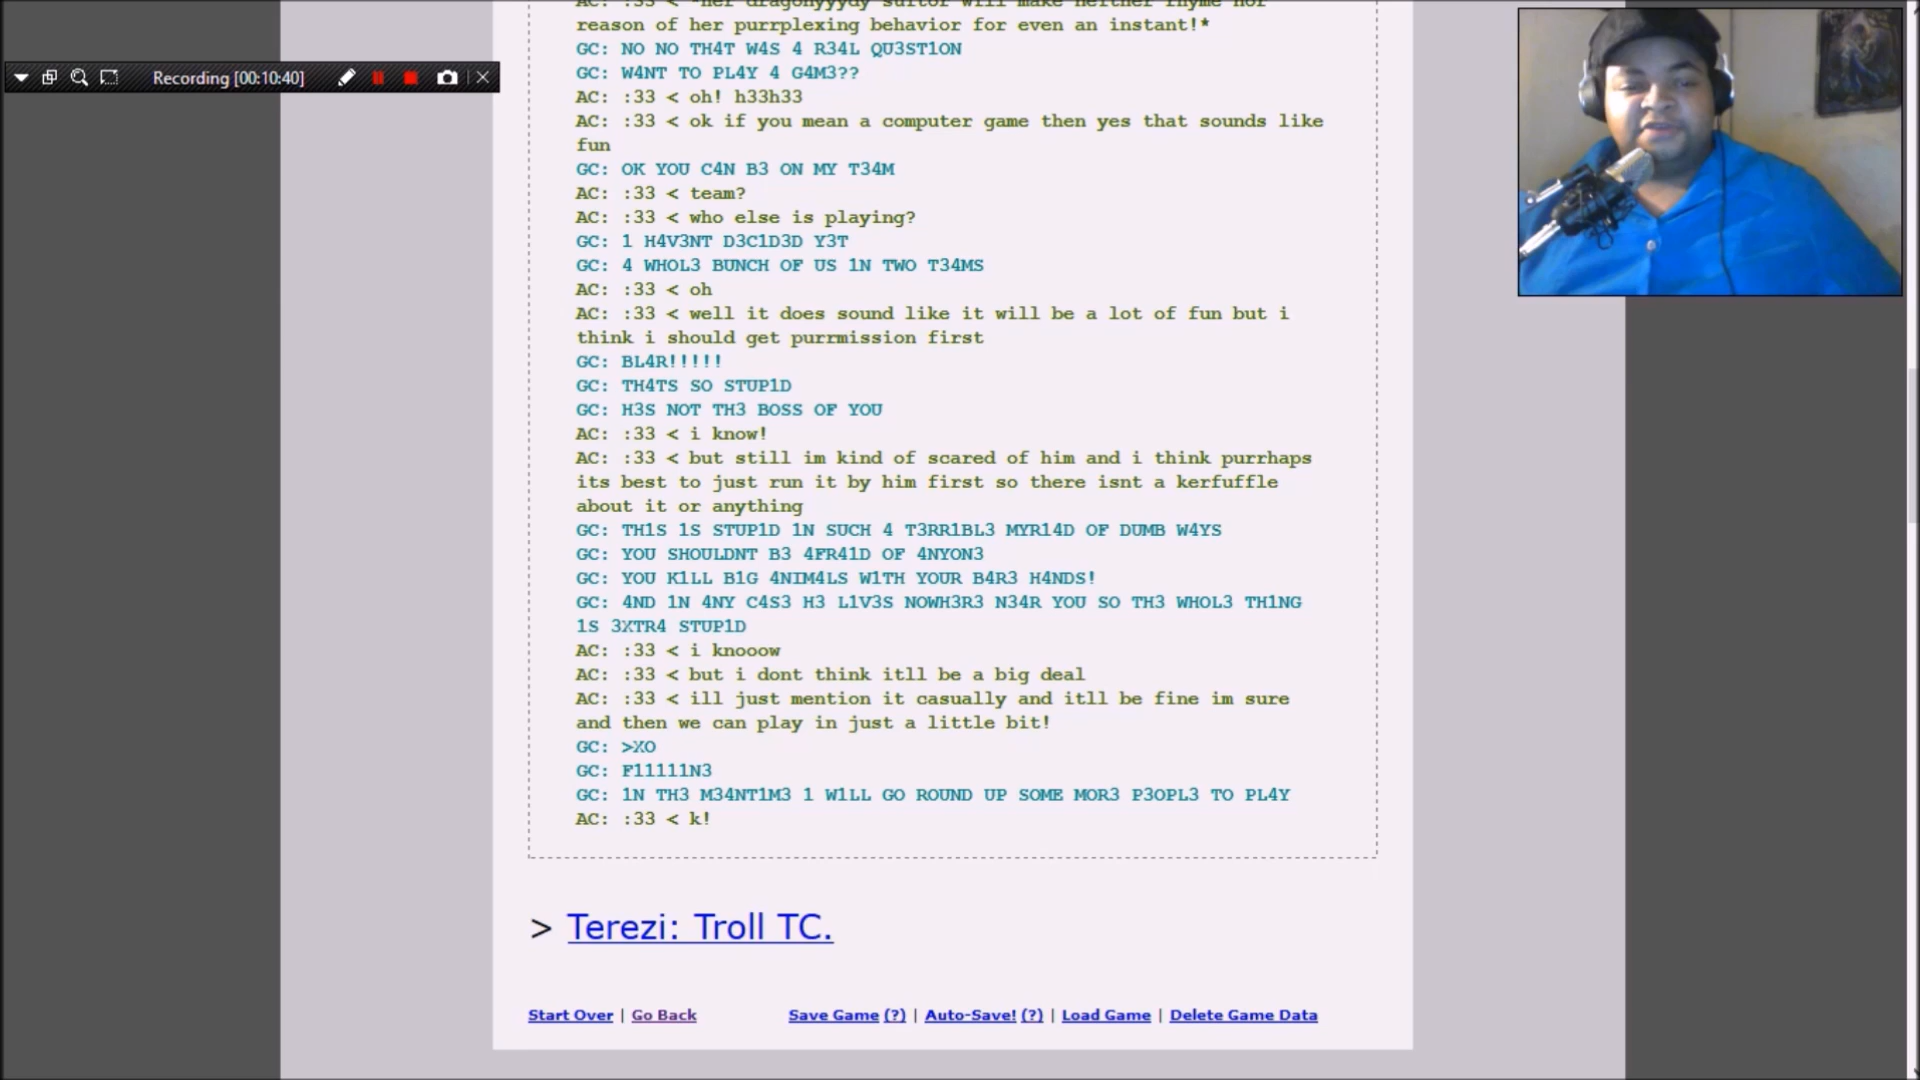 AC: :33 < *her dragonyyydy suitor will make neither rhyme nor
reason of her purrplexing behavior for even an instant!*
GC: NO NO TH4T W4S 4 R34L QU3ST1ON
Recording [00:10:40]
GC: W4NT TO PL4Y 4 G4M3??
AC: :33 < oh! h33h33
AC: :33 < ok if you mean a computer game then yes that sounds like
fun
GC: OK YOU C4N B3 ON MY T34M
AC: :33 < team?
AC: :33 < who else is playing?
GC: 1 H4V3NT D3C1D3D Y3T
GC: 4 WHOL3 BUNCH OF US 1N TWO T34MS
AC: :33 < oh
AC: :33 < well it does sound like it will be a lot of fun but i
think i should get purrmission first
GC: BL4R!!!!!
GC: TH4TS SO STUP1D
GC: H3S NOT TH3 BOSS OF YOU
AC: :33 < i know!
AC: :33 < but still im kind of scared of him and i think purrhaps
its best to just run it by him first so there isnt a kerfuffle
about it or anything
GC: TH1S 1S STUP1D 1N SUCH 4 T3RR1BL3 MYR14D OF DUMB W4YS
GC: YOU SHOULDNT B3 4FR41D OF 4NYON3
GC: YOU K1LL B1G 4NIM4LS W1TH YOUR B4R3 H4NDS!
GC: 4ND 1N 4NY C4S3 H3 L1V3S NOWH3R3 N34R YOU SO TH3 WHOL3 TH1NG
1S 3XTR4 STUP1D
AC: :33 < i knooow
AC: :33 < but i dont think itll be a big deal
AC: :33 < ill just mention it casually and itll be fine im sure
and then we can play in just a little bit!
GC: >XO
GC: F11111N3
GC: 1N TH3 M34NT1M3 1 W1LL GO ROUND UP SOME MOR3 P3OPL3 TO PL4Y
AC: :33 < k!
> Terezi: Troll TC.
Start Over | Go Back Save Game (?) | Auto-Save! (?) | Load Game | Delete Game Data